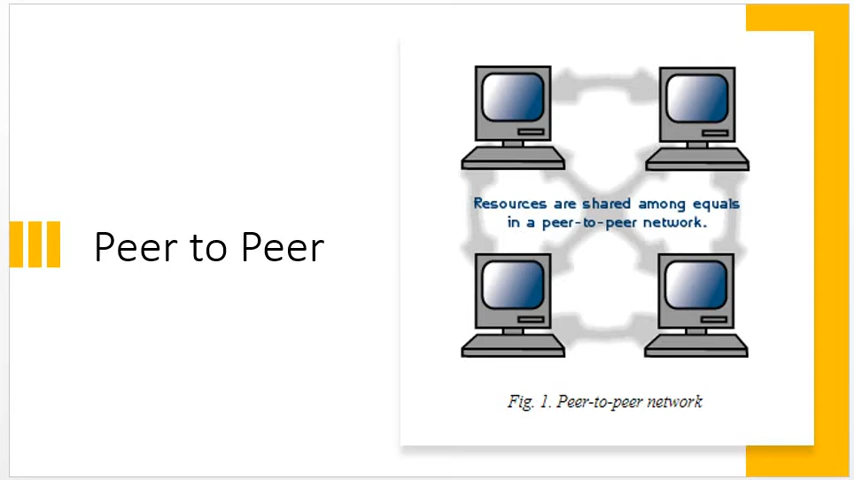 Peer to Peer
Resources are shared among equals
in a peer-to-peer network.
Fig. 1. Peer-to-peer network